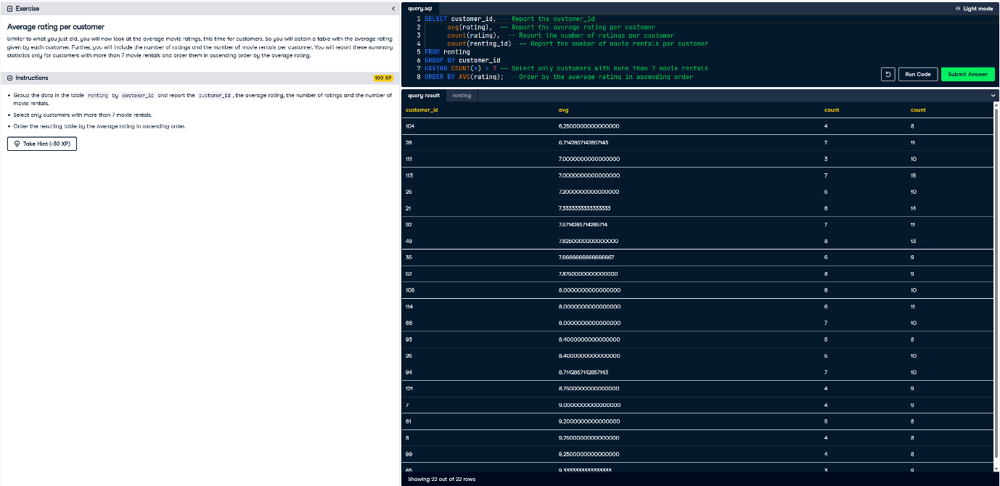 Exercise
Average rating per customer
Similar to what you just did, you will now look at the average movie ratings, this time for customers. So you will obtain a table with the average rating
given by each customer. Further, you will include the number of ratings and the number of movie rentals per customer. You will report these summary
statistics only for customers with more than 7 movie rentals and order them in ascending order by the average rating.
Instructions
100 XP
• Group the data in the table renting by customer_id and report the customer_id, the average rating, the number of ratings and the number of
movie rentals.
• Select only customers with more than 7 movie rentals.
• Order the resulting table by the average rating in ascending order.
Take Hint (-30 XP)
query.sql
Light mode
1 SELECT customer_id, -- Report the customer_id
2 avg(rating), -- Report the average rating per customer
3 count(rating), -- Report the number of ratings per customer
4 count(renting_id) -- Report the number of movie rentals per customer
5 FROM renting
6 GROUP BY customer_id
7 HAVING COUNT(*) > 7 -- Select only customers with more than 7 movie rentals
8 ORDER BY AVG(rating); -- Order by the average rating in ascending order
Run Code
Submit Answer
query result renting
customer_id avg count count
104 6.2500000000000000 4 8
28 6.7142857142857143 7 11
111 7.0000000000000000 3 10
113 7.0000000000000000 7 15
25 7.2000000000000000 5 10
21 7.3333333333333333 6 14
92 7.5714285714285714 7 11
49 7.6250000000000000 8 13
35 7.6666666666666667 6 9
52 7.8750000000000000 8 9
108 8.0000000000000000 6 10
114 8.0000000000000000 6 11
66 8.0000000000000000 7 10
93 8.4000000000000000 5 8
26 8.4000000000000000 5 10
94 8.7142857142857143 7 10
121 8.7500000000000000 4 9
7 9.0000000000000000 4 9
61 9.2000000000000000 5 8
8 9.2500000000000000 4 8
99 9.2500000000000000 4 8
65 9.3333333333333333 3 9
Showing 22 out of 22 rows